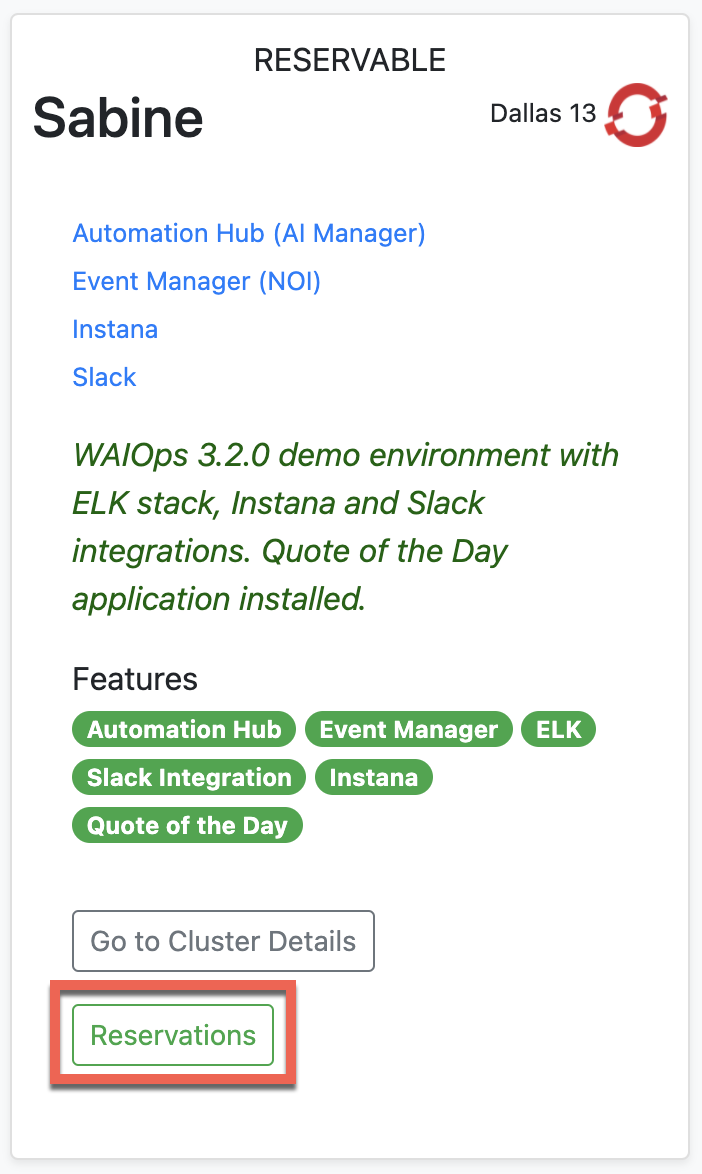 RESERVABLE
Sabine
Dallas 13
Automation Hub (AI Manager)
Event Manager (NOI)
Instana
Slack
WAIOps 3.2.0 demo environment with
ELK stack, Instana and Slack
integrations. Quote of the Day
application installed.
Features
Automation Hub Event Manager ELK
Slack Integration Instana
Quote of the Day
Go to Cluster Details
Reservations